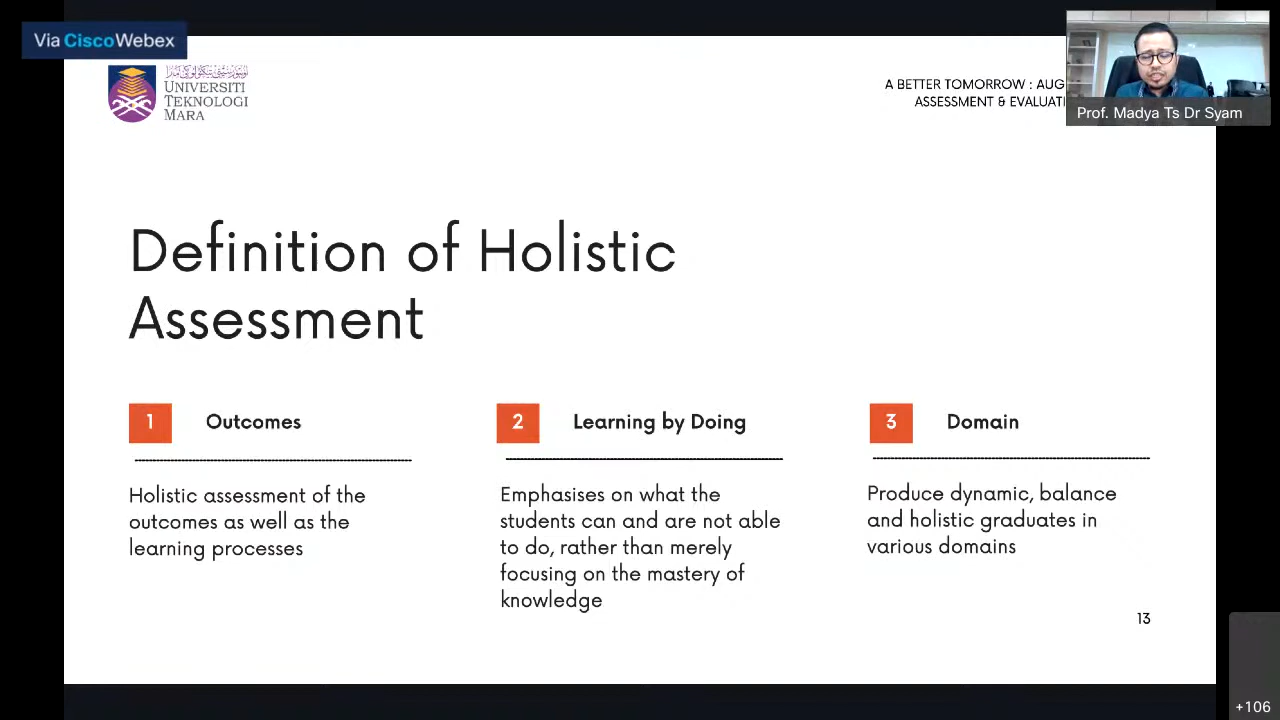 Via Cisco Webex
UNIVERSITI
TEKNOLOGI
MARA
A BETTER TOMORROW : AUG
ASSESSMENT & EVALUATI
Prof. Madya Ts Dr Syam
Definition of Holistic
Assessment
1 Outcomes
Holistic assessment of the
outcomes as well as the
learning processes
2 Learning by Doing
Emphasises on what the
students can and are not able
to do, rather than merely
focusing on the mastery of
knowledge
3 Domain
Produce dynamic, balance
and holistic graduates in
various domains
13
+106